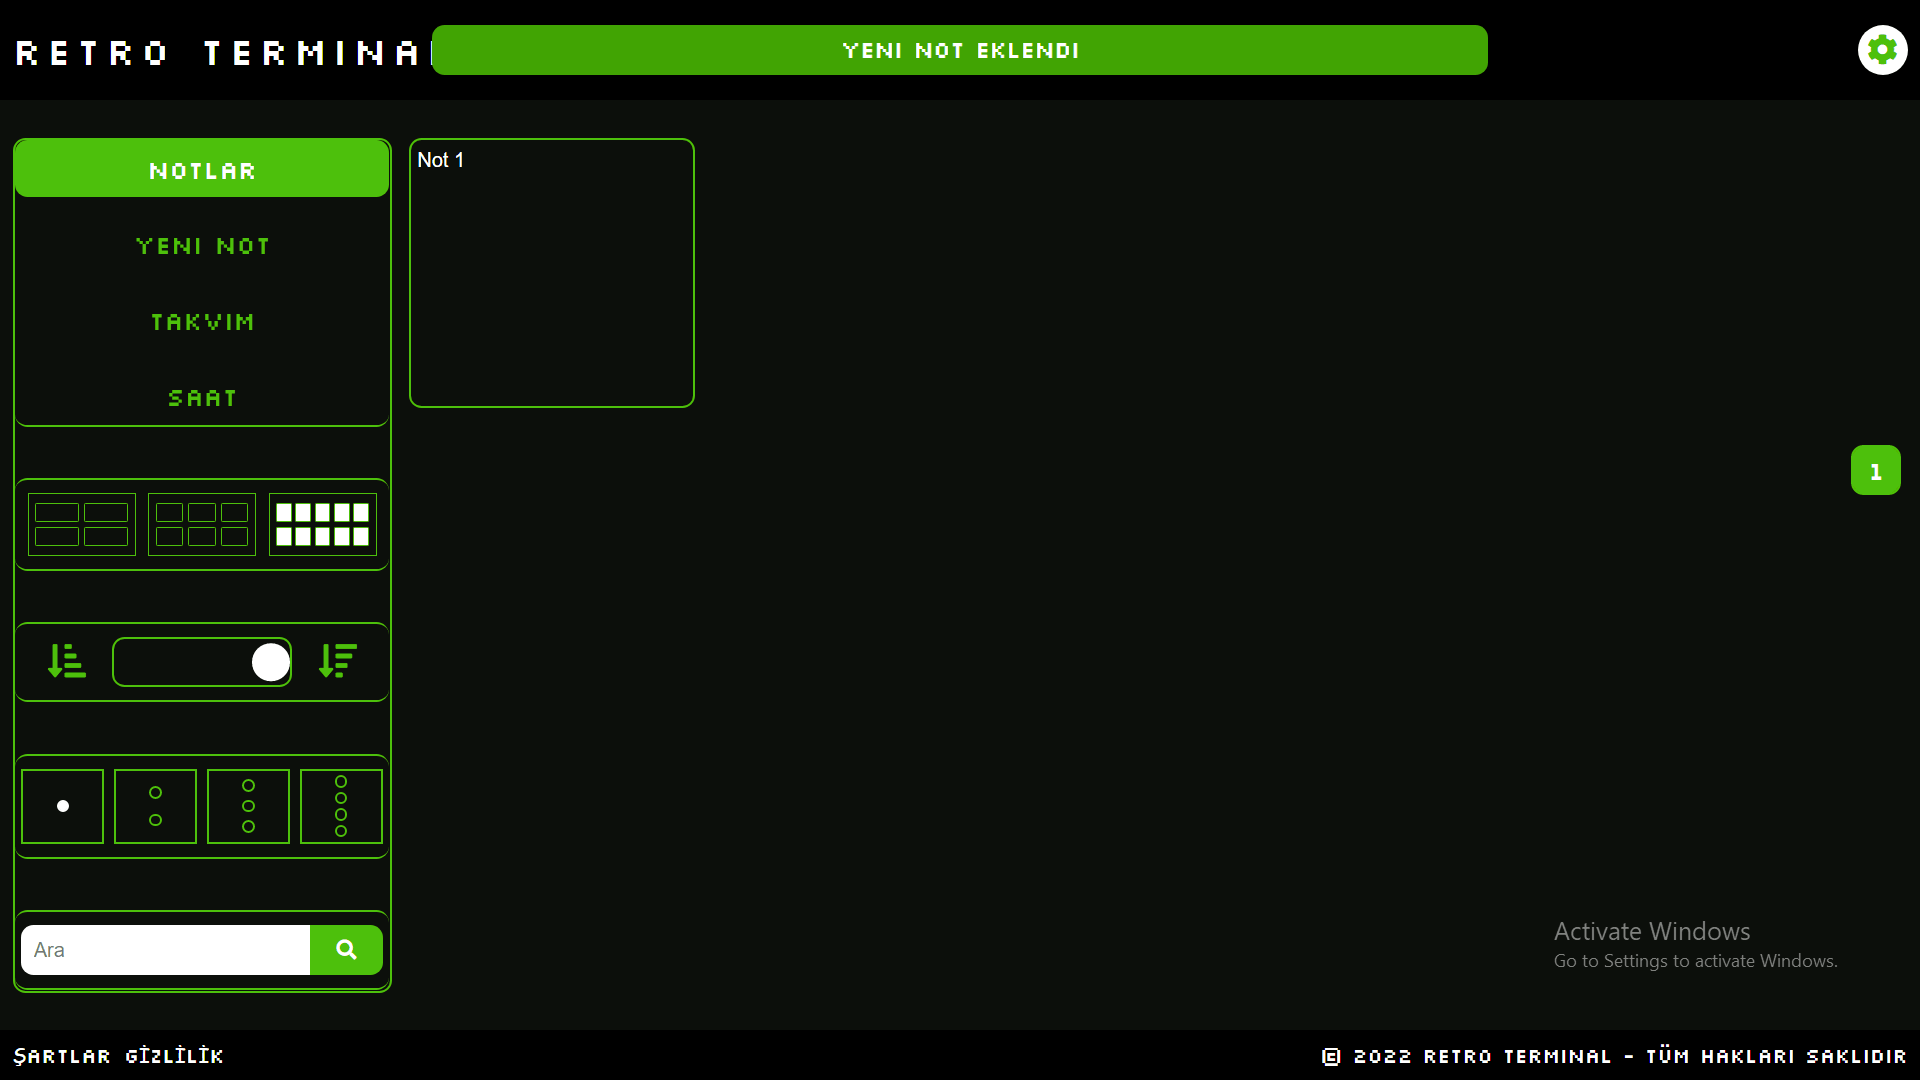 RETRO TERMINA
YENI NOT EKLENDI
NOTLAR
YENI NOT
TAKVIM
SAAT
Ara
Not 1
1
Activate Windows
Go to Settings to activate Windows.
ŞARTLAR GİZLİLİK
© 2022 RETRO TERMINAL - TÜM HAKLARI SAKLIDIR